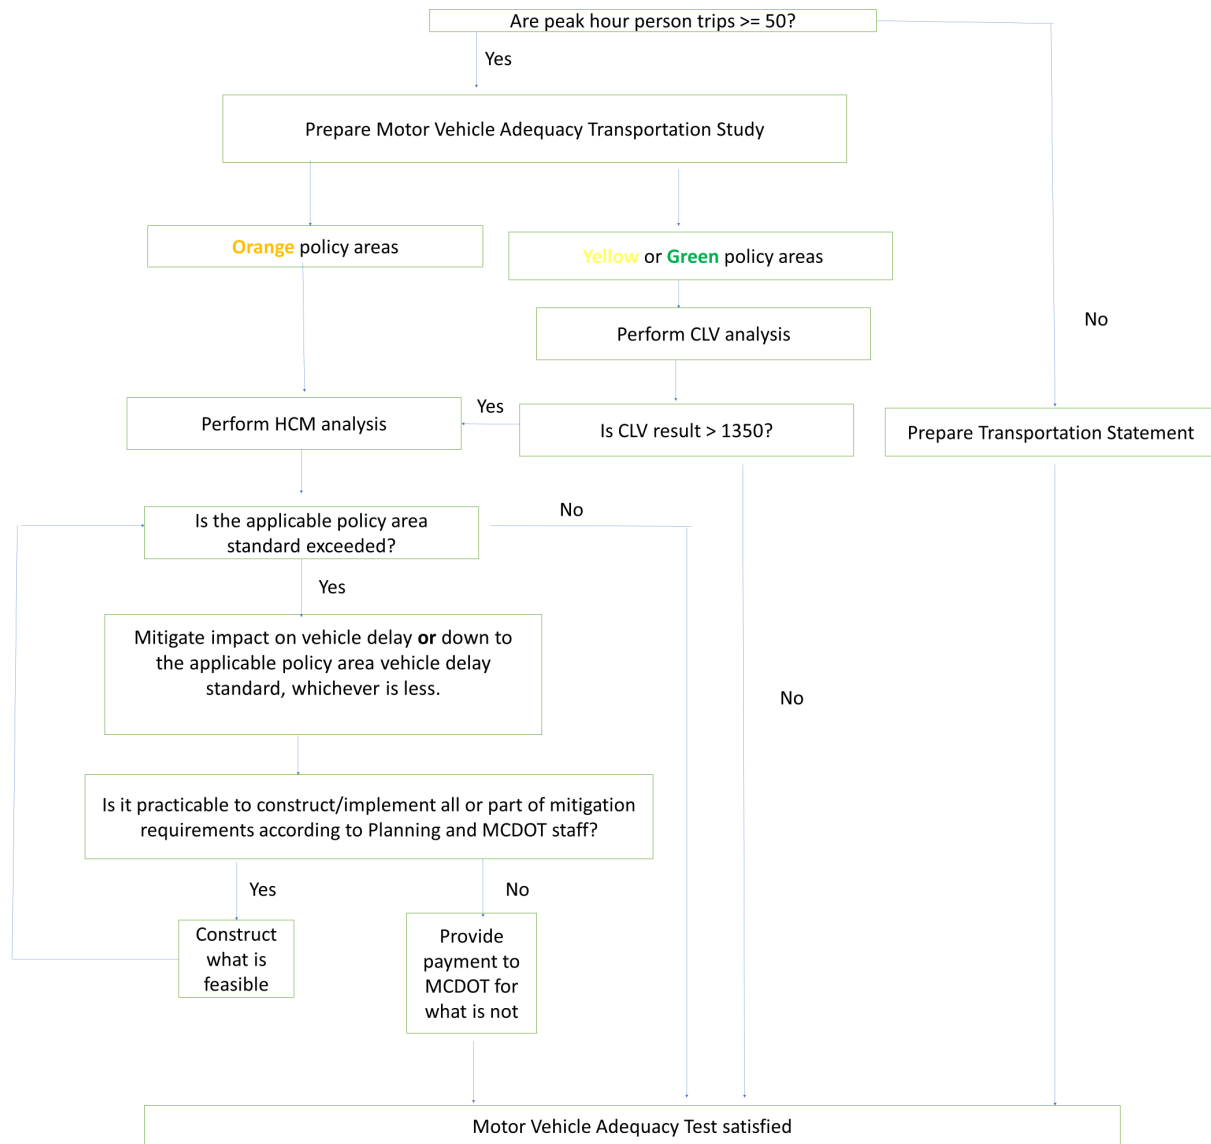 Are peak hour person trips >= 50?
Yes
Prepare Motor Vehicle Adequacy Transportation Study
Orange policy areas
Yellow or Green policy areas
Perform CLV analysis
No
Perform HCM analysis
Yes
Is CLV result > 1350?
Prepare Transportation Statement
Is the applicable policy area
standard exceeded?
No
Yes
Mitigate impact on vehicle delay or down to
the applicable policy area vehicle delay
standard, whichever is less.
No
Is it practicable to construct/implement all or part of mitigation
requirements according to Planning and MCDOT staff?
Yes
No
Construct
what is
feasible
Provide
payment to
MCDOT for
what is not
Motor Vehicle Adequacy Test satisfied